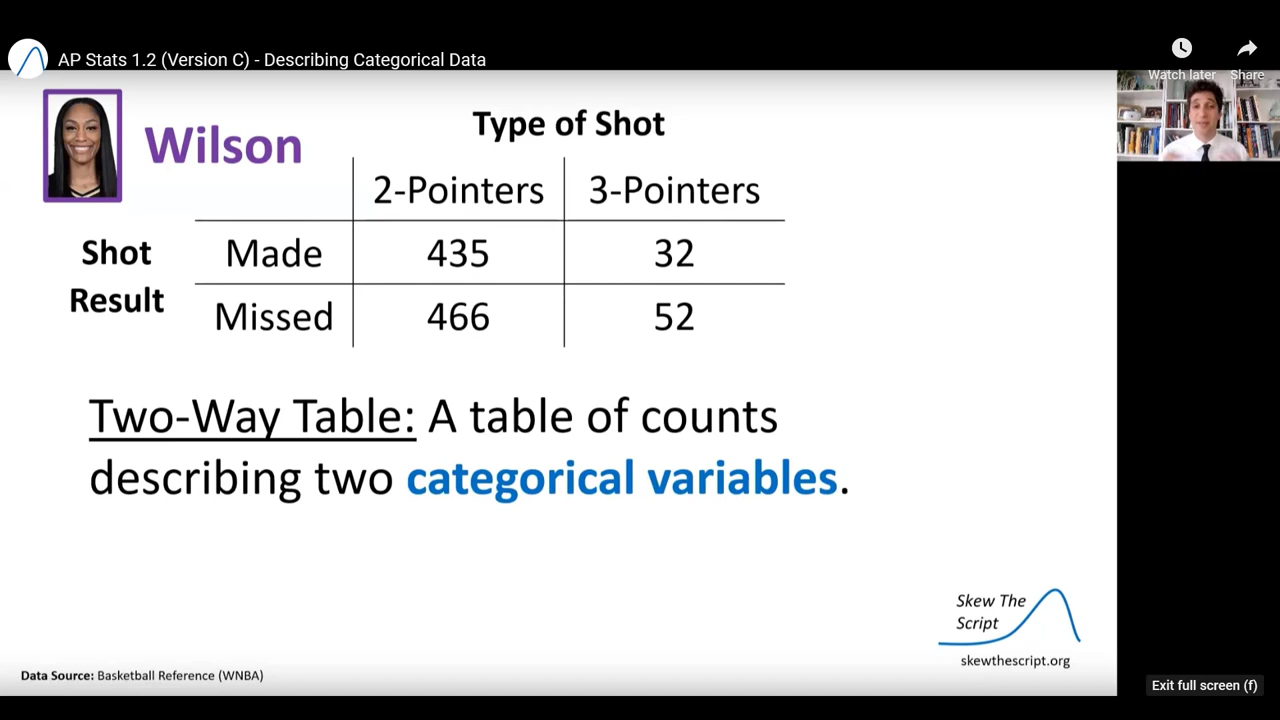 AP Stats 1.2 (Version C) - Describing Categorical Data
Watch later
Share
Wilson
Type of Shot
2-Pointers 3-Pointers
Shot Result
Made 435 32
Missed 466 52
Two-Way Table: A table of counts
describing two categorical variables.
Skew The
Script
skewthescript.org
Data Source: Basketball Reference (WNBA)
Exit full screen (f)